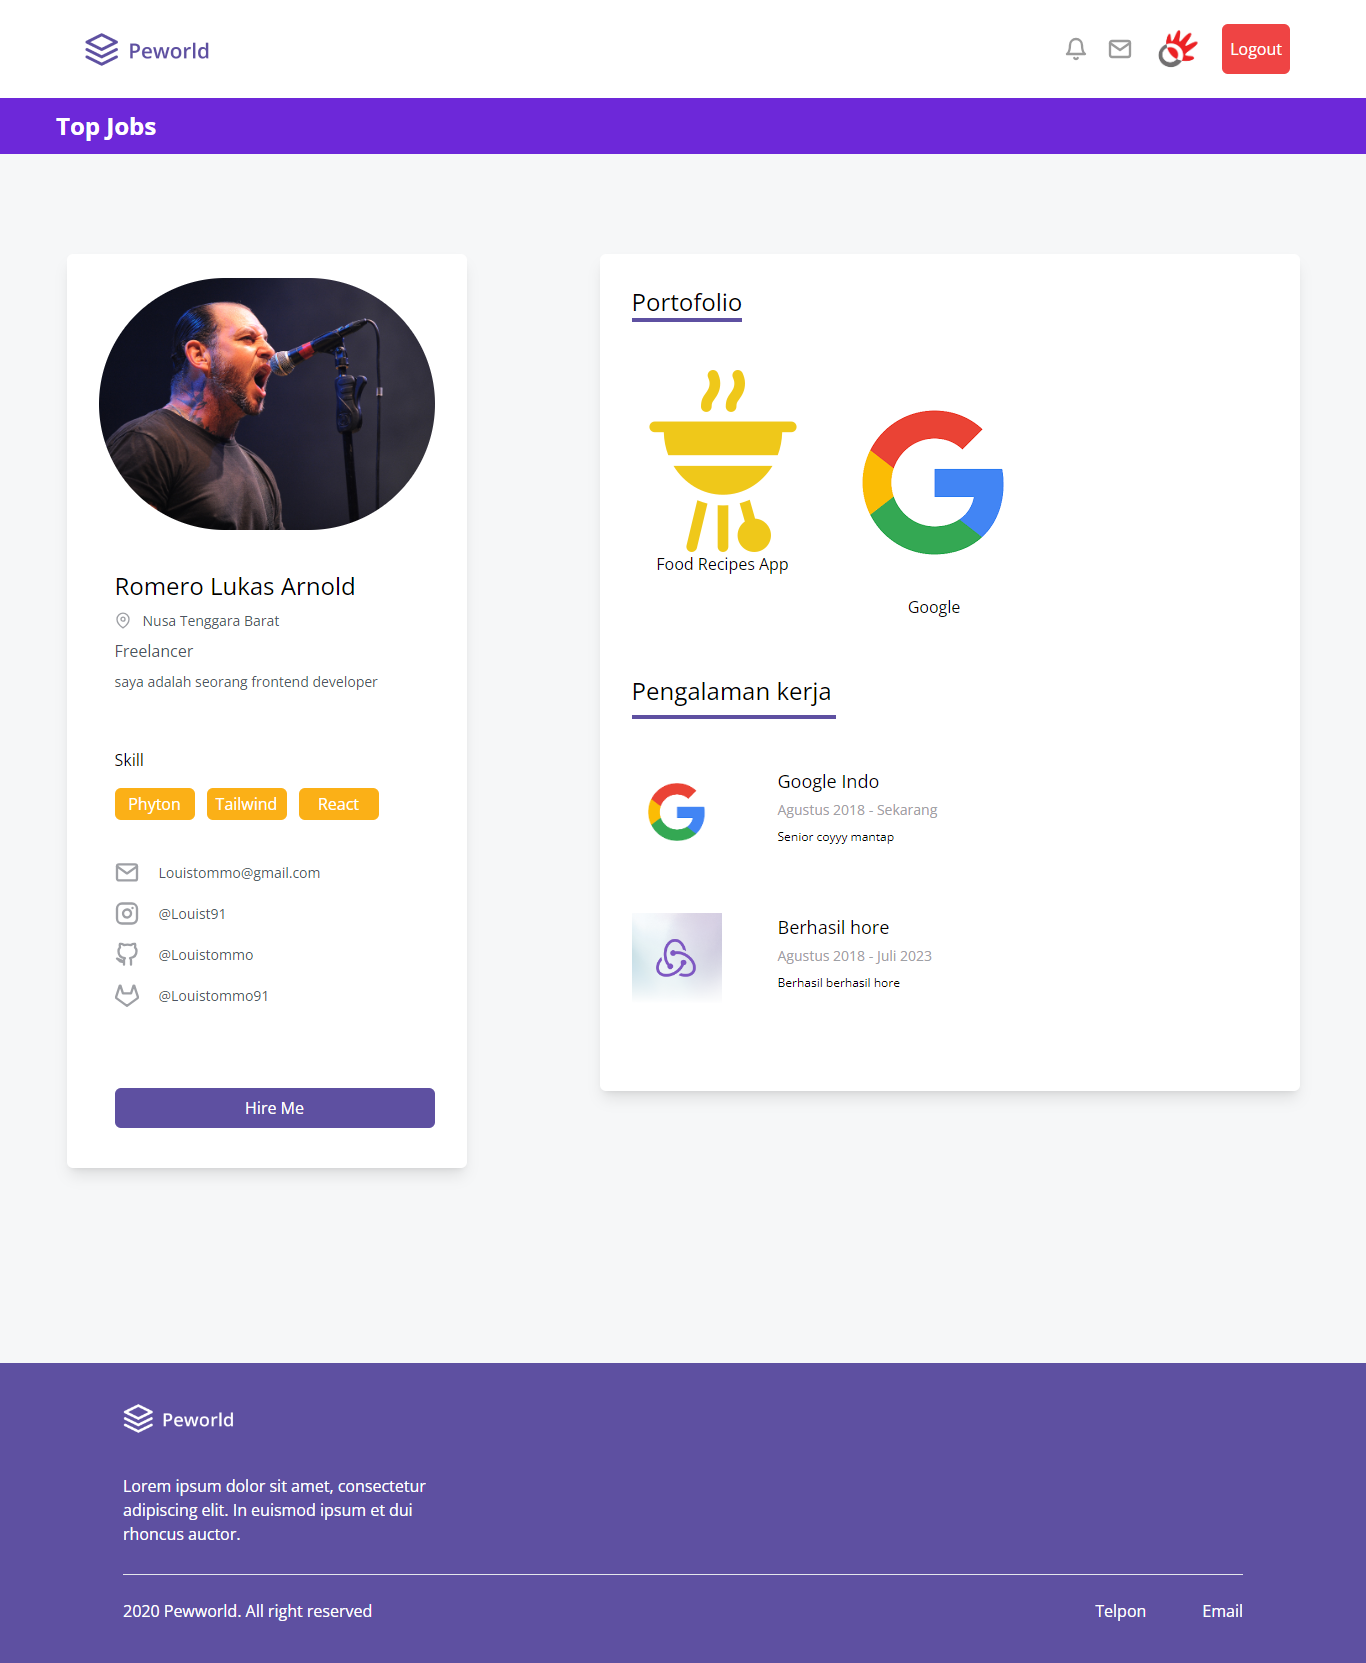 Peworld
Logout
Top Jobs
Romero Lukas Arnold
Nusa Tenggara Barat
Freelancer
saya adalah seorang frontend developer
Skill
Phyton
Tailwind
React
Louistommo@gmail.com
@Louist91
@Louistommo
@Louistommo91
Hire Me
Portofolio
Food Recipes App
Google
Pengalaman kerja
Google Indo
Agustus 2018 - Sekarang
Senior coyyy mantap
Berhasil hore
Agustus 2018 - Juli 2023
Berhasil berhasil hore
Peworld
Lorem ipsum dolor sit amet, consectetur
adipiscing elit. In euismod ipsum et dui
rhoncus auctor.
2020 Pewworld. All right reserved
Telpon
Email